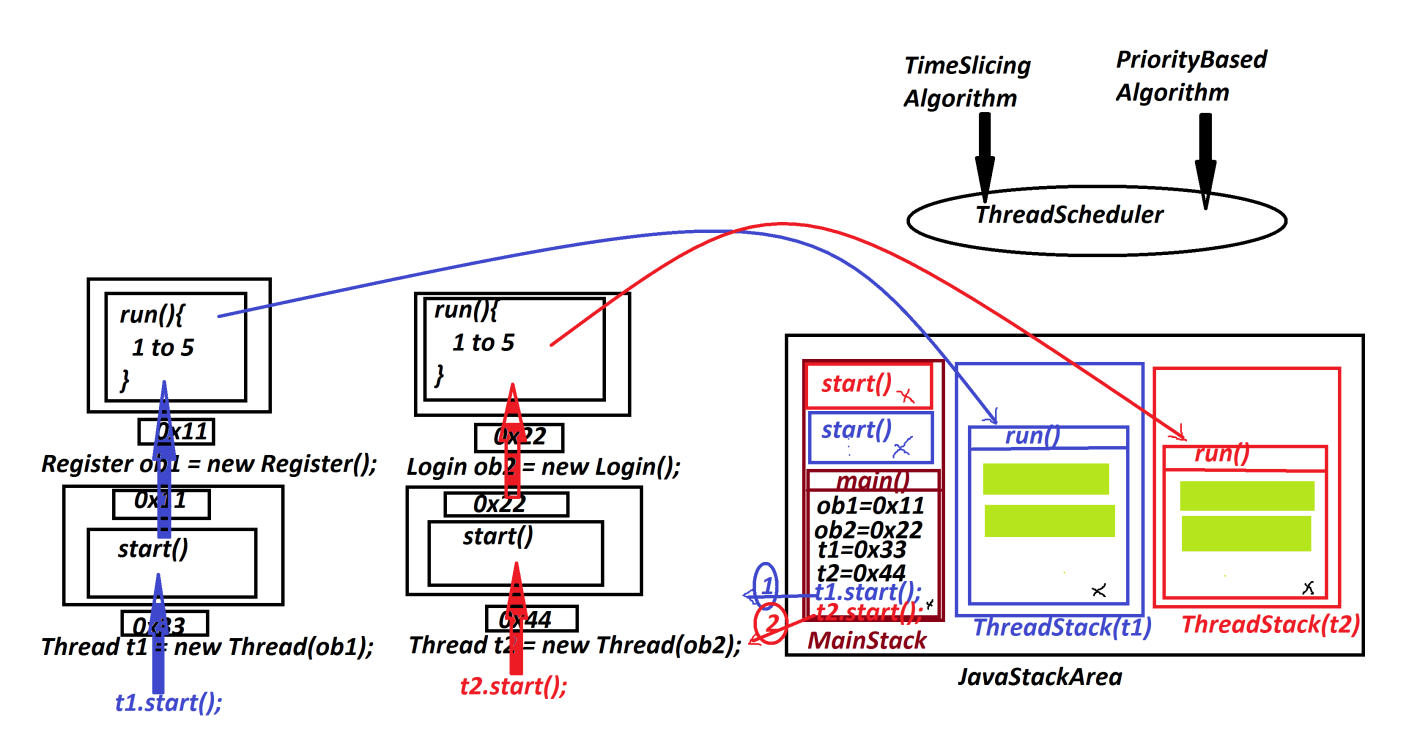 TimeSlicing
Algorithm
PriorityBased
Algorithm
ThreadScheduler
run(){
1 to 5
}
0x11
Register ob1 = new Register();
0x11
start()
0x33
Thread t1 = new Thread(ob1);
t1.start();
run(){
1 to 5
}
0x22
Login ob2 = new Login();
0x22
start()
0x44
Thread t2 = new Thread(ob2);
t2.start();
start()
start()
main()
ob1=0x11
ob2=0x22
t1=0x33
t2=0x44
1
t1.start();
2
t2.start();
MainStack
run()
ThreadStack(t1)
run()
ThreadStack(t2)
JavaStackArea